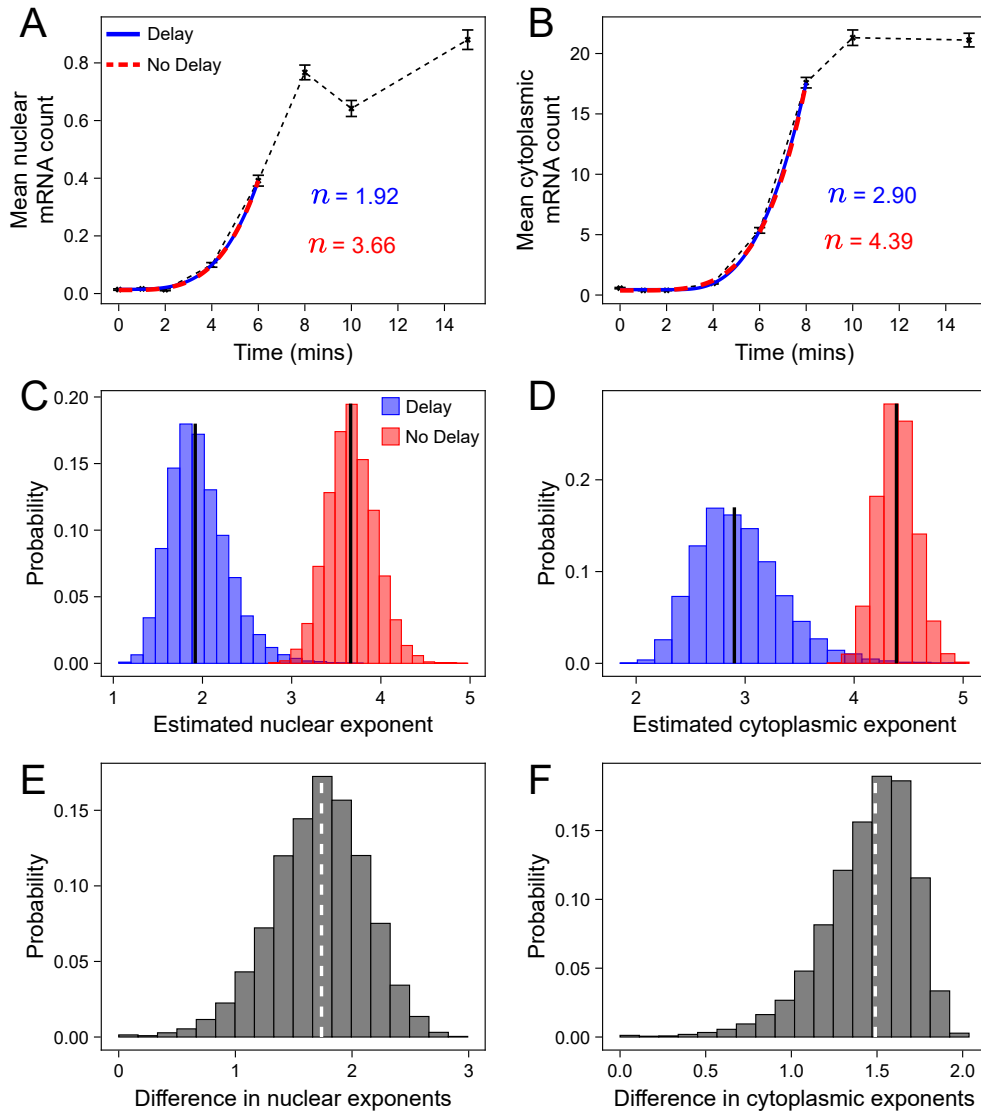 A
Delay
No Delay
Mean nuclear
mRNA count
0.8
0.6
0.4
0.2
0.0
n = 1.92
n = 3.66
0 2 4 6 8 10 12 14
Time (mins)
B
Mean cytoplasmic
mRNA count
20
15
10
5
0
n = 2.90
n = 4.39
0 2 4 6 8 10 12 14
Time (mins)
C
Delay
No Delay
Probability
0.20
0.15
0.10
0.05
0.00
1 2 3 4 5
Estimated nuclear exponent
D
Probability
0.2
0.1
0.0
2 3 4 5
Estimated cytoplasmic exponent
E
Probability
0.15
0.10
0.05
0.00
0 1 2 3
Difference in nuclear exponents
F
Probability
0.15
0.10
0.05
0.00
0.0 0.5 1.0 1.5 2.0
Difference in cytoplasmic exponents